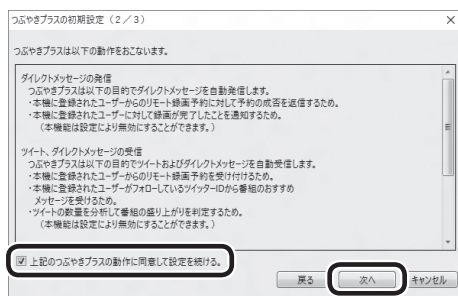 つぶやきプラスの初期設定（２／３）
つぶやきプラスは以下の動作をおこないます。
ダイレクトメッセージの発信
つぶやきプラスは以下の目的でダイレクトメッセージを自動発信します。
・本機に登録されたユーザーからのリモート録画予約に対して予約の成否を返信するため。
・本機に登録されたユーザーに対して録画が完了したことを通知するため。
（本機能は設定により無効にすることができます。）
ツイート、ダイレクトメッセージの受信
つぶやきプラスは以下の目的でツイートおよびダイレクトメッセージを自動受信します。
・本機に登録されたユーザーからのリモート録画予約を受け付けるため。
・本機に登録されたユーザーがフォローしているツイッターIDから番組のおすすめ
メッセージを受けるため。
・ツイートの数量を分析して番組の盛り上がりを判定するため。
（本機能は設定により無効にすることができます。）
上記のつぶやきプラスの動作に同意して設定を続ける。
戻る 次へ キャンセル